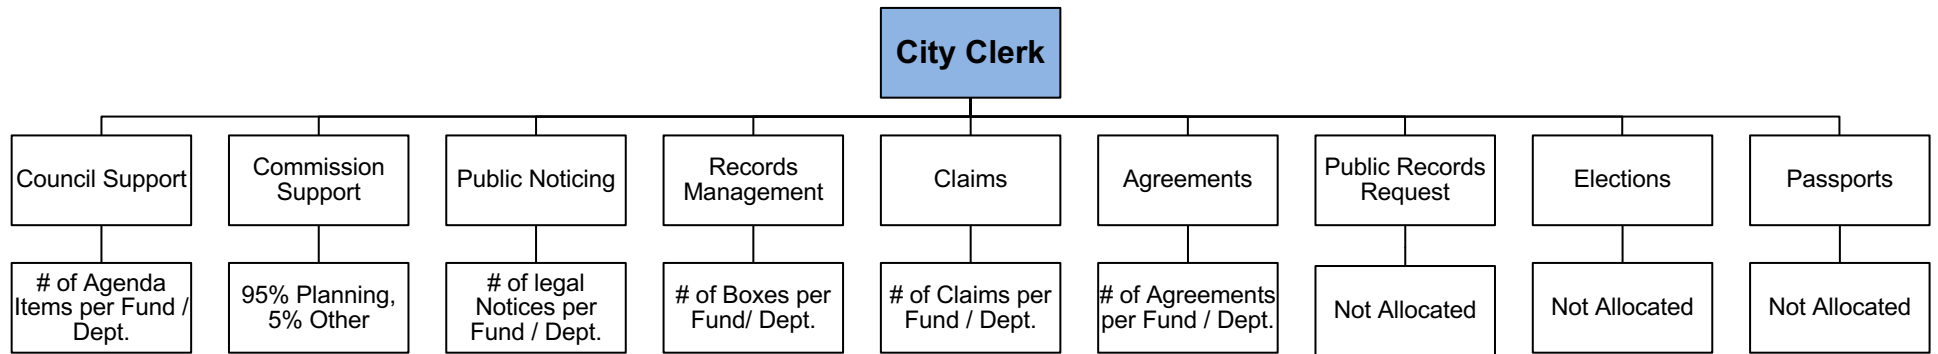 City Clerk
Council Support
Commission
Support
Public Noticing
Records
Management
Claims
Agreements
Public Records
Request
Elections
Passports
# of Agenda
Items per Fund /
Dept.
95% Planning,
5% Other
# of legal
Notices per
Fund / Dept.
# of Boxes per
Fund/ Dept.
# of Claims per
Fund / Dept.
# of Agreements
per Fund / Dept.
Not Allocated
Not Allocated
Not Allocated